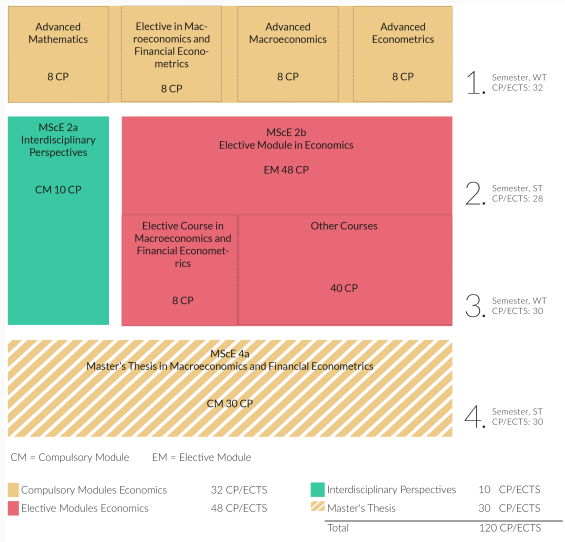 Advanced
Mathematics
8 CP
Elective in Mac-
roeconomics and
Financial Econo-
metrics
8 CP
Advanced
Macroeconomics
8 CP
Advanced
Econometrics
8 CP
1. Semester, WT
CP/ECTS: 32
MScE 2a
Interdisciplinary
Perspectives
CM 10 CP
MScE 2b
Elective Module in Economics
EM 48 CP
2. Semester, ST
CP/ECTS: 28
Elective Course in
Macroeconomics and
Financial Economet-
rics
8 CP
Other Courses
40 CP
3. Semester, WT
CP/ECTS: 30
MScE 4a
Master's Thesis in Macroeconomics and Financial Econometrics
CM 30 CP
4. Semester, ST
CP/ECTS: 30
CM = Compulsory Module EM = Elective Module
Compulsory Modules Economics 32 CP/ECTS
Elective Modules Economics 48 CP/ECTS
Interdisciplinary Perspectives 10 CP/ECTS
Master's Thesis 30 CP/ECTS
Total 120 CP/ECTS